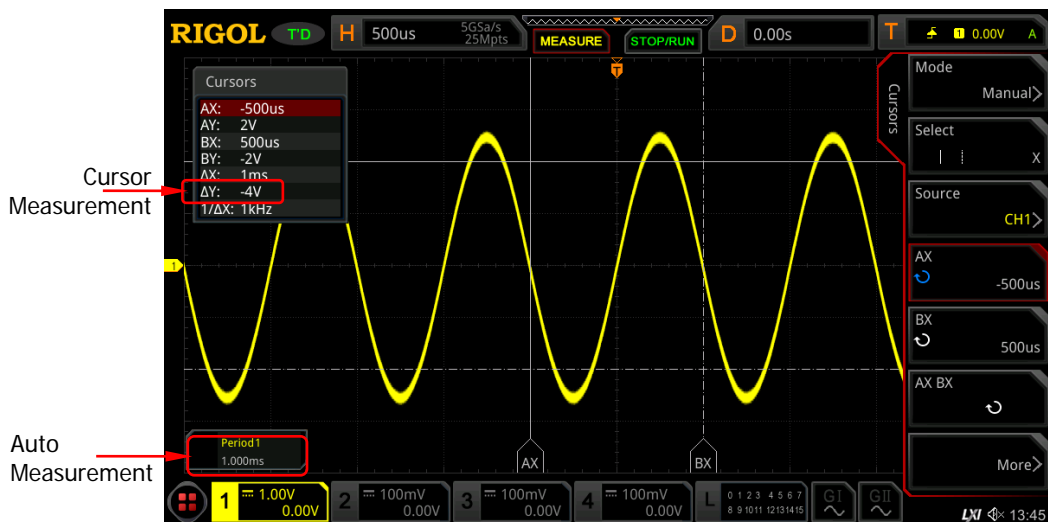 RIGOL T'D H 500us 5GSa/s 25Mpts MEASURE STOP/RUN D 0.00s T 1 0.00V A
T
Cursors
AX: -500us
AY: 2V
BX: 500us
BY: -2V
ΔX: 1ms
ΔY: -4V
1/ΔX: 1kHz
Cursor
Measurement
1
Auto
Measurement
Period1
1.000ms
AX
BX
Cursors
Mode
Manual>
Select
X
Source
CH1>
AX
-500us
BX
500us
AX BX
More>
1 1.00V 0.00V
2 100mV 0.00V
3 100mV 0.00V
4 100mV 0.00V
L 0 1 2 3 4 5 6 7
8 9 10 11 12 13 14 15
GI
GII
LXI 13:45